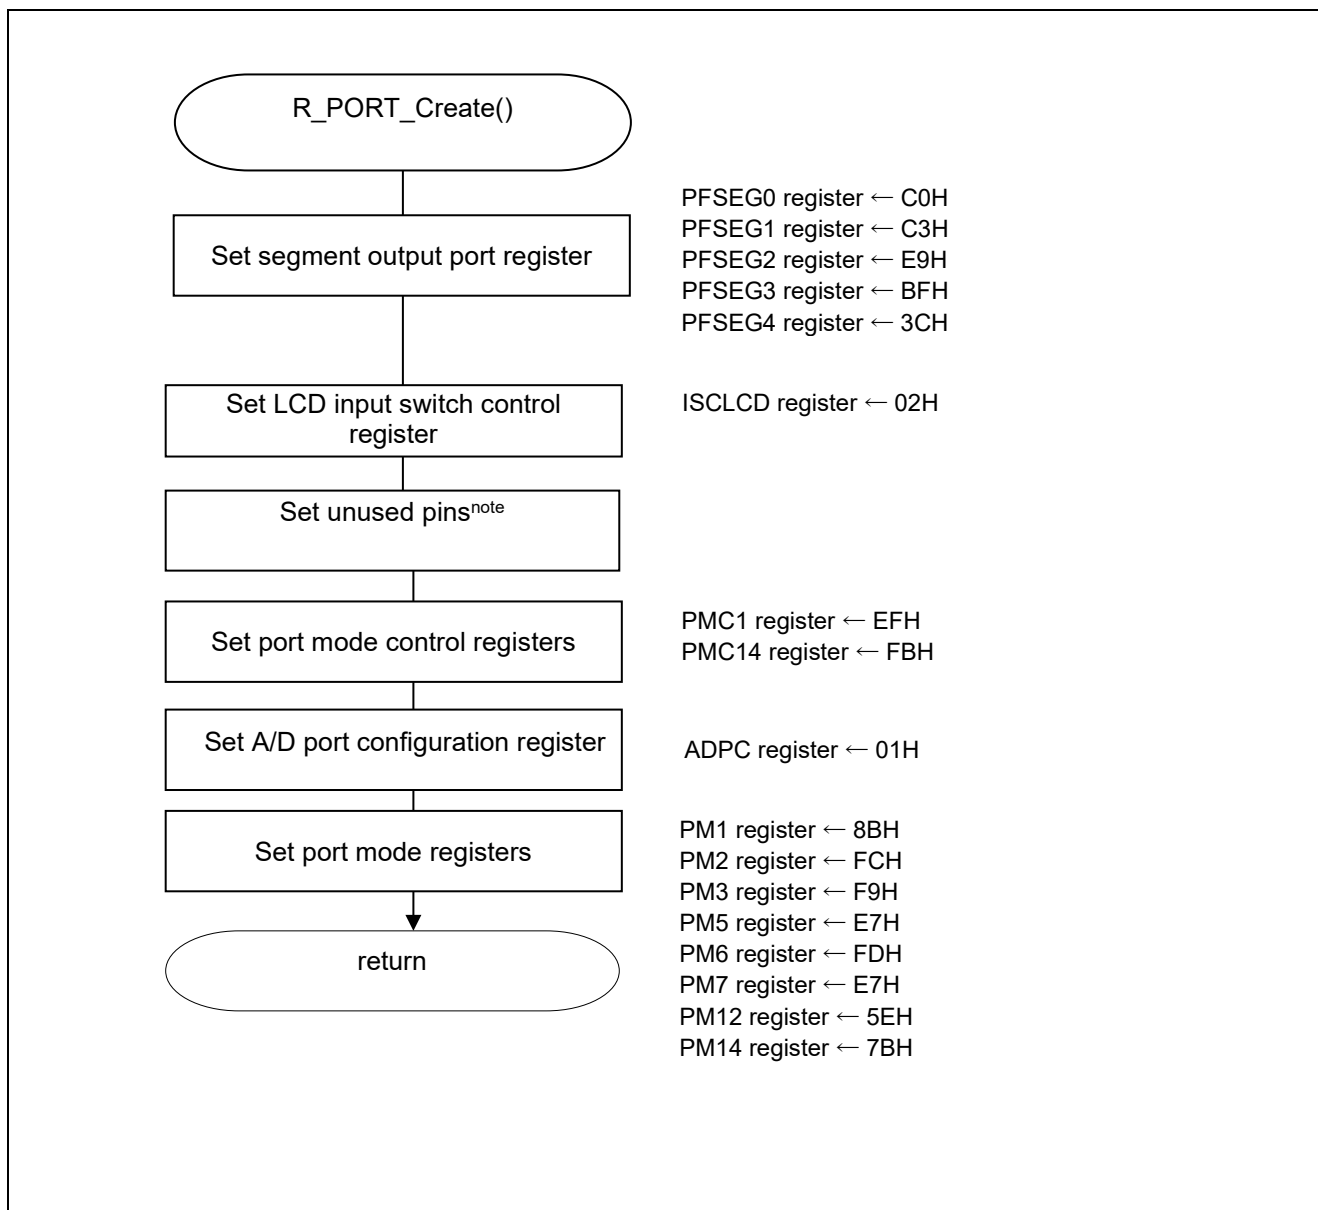 R_PORT_Create()
PFSEG0 register ← C0H
PFSEG1 register ← C3H
Set segment output port register
PFSEG2 register ← E9H
PFSEG3 register ← BFH
PFSEG4 register ← 3CH
Set LCD input switch control
register
ISCLCD register ← 02H
Set unused pinsnote
Set port mode control registers
PMC1 register ← EFH
PMC14 register ← FBH
Set A/D port configuration register
ADPC register ← 01H
Set port mode registers
PM1 register ← 8BH
PM2 register ← FCH
PM3 register ← F9H
PM5 register ← E7H
PM6 register ← FDH
PM7 register ← E7H
PM12 register ← 5EH
PM14 register ← 7BH
return